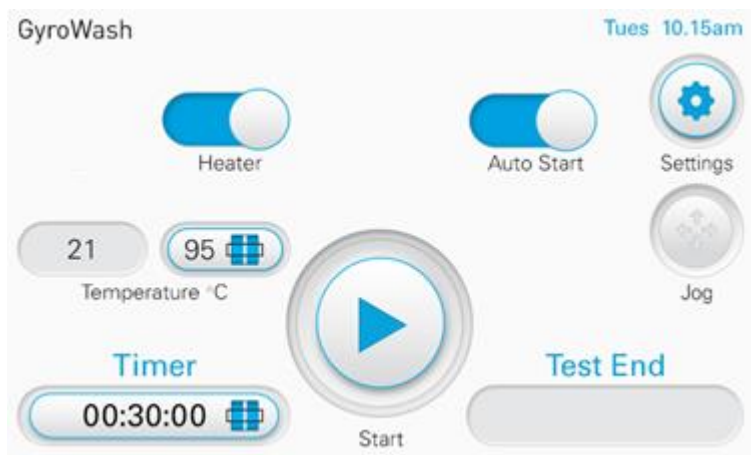 GyroWash
Tues 10.15am
Heater
Auto Start
Settings
21
95
Temperature °C
Jog
Timer
Test End
00:30:00
Start